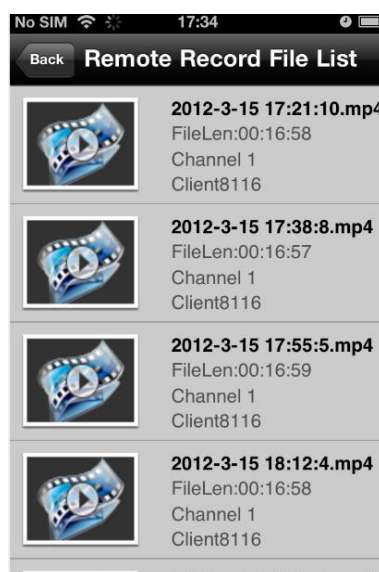 No SIM 17:34
Back Remote Record File List
2012-3-15 17:21:10.mp4
FileLen:00:16:58
Channel 1
Client8116
2012-3-15 17:38:8.mp4
FileLen:00:16:57
Channel 1
Client8116
2012-3-15 17:55:5.mp4
FileLen:00:16:59
Channel 1
Client8116
2012-3-15 18:12:4.mp4
FileLen:00:16:58
Channel 1
Client8116